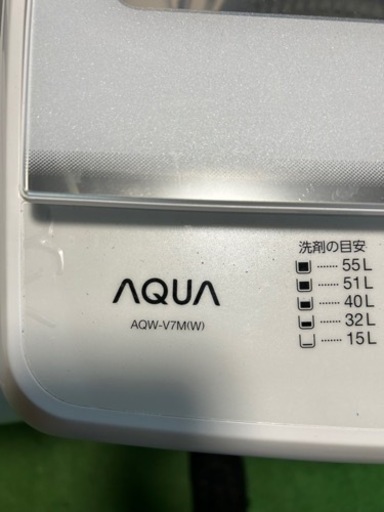 AQUA
AQW-V7M(W)
洗剤の目安
...... 55L
...... 51L
...... 40L
...... 32L
...... 15L